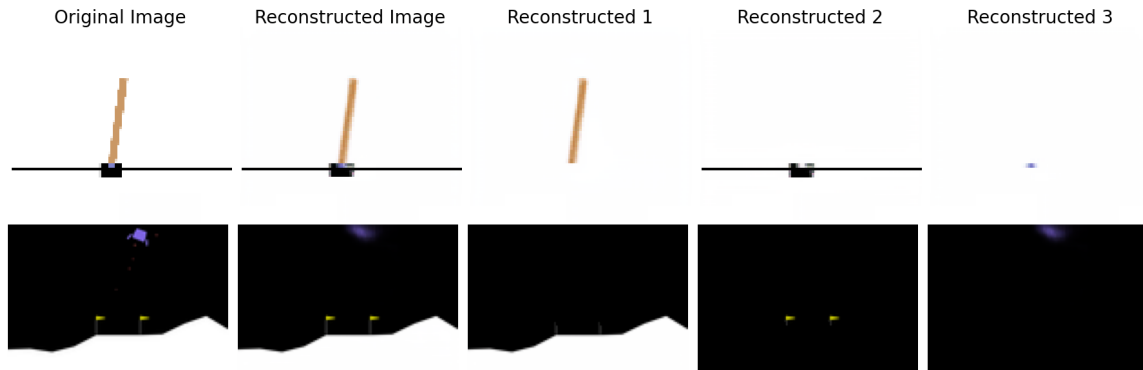 Original Image
Reconstructed Image
Reconstructed 1
Reconstructed 2
Reconstructed 3